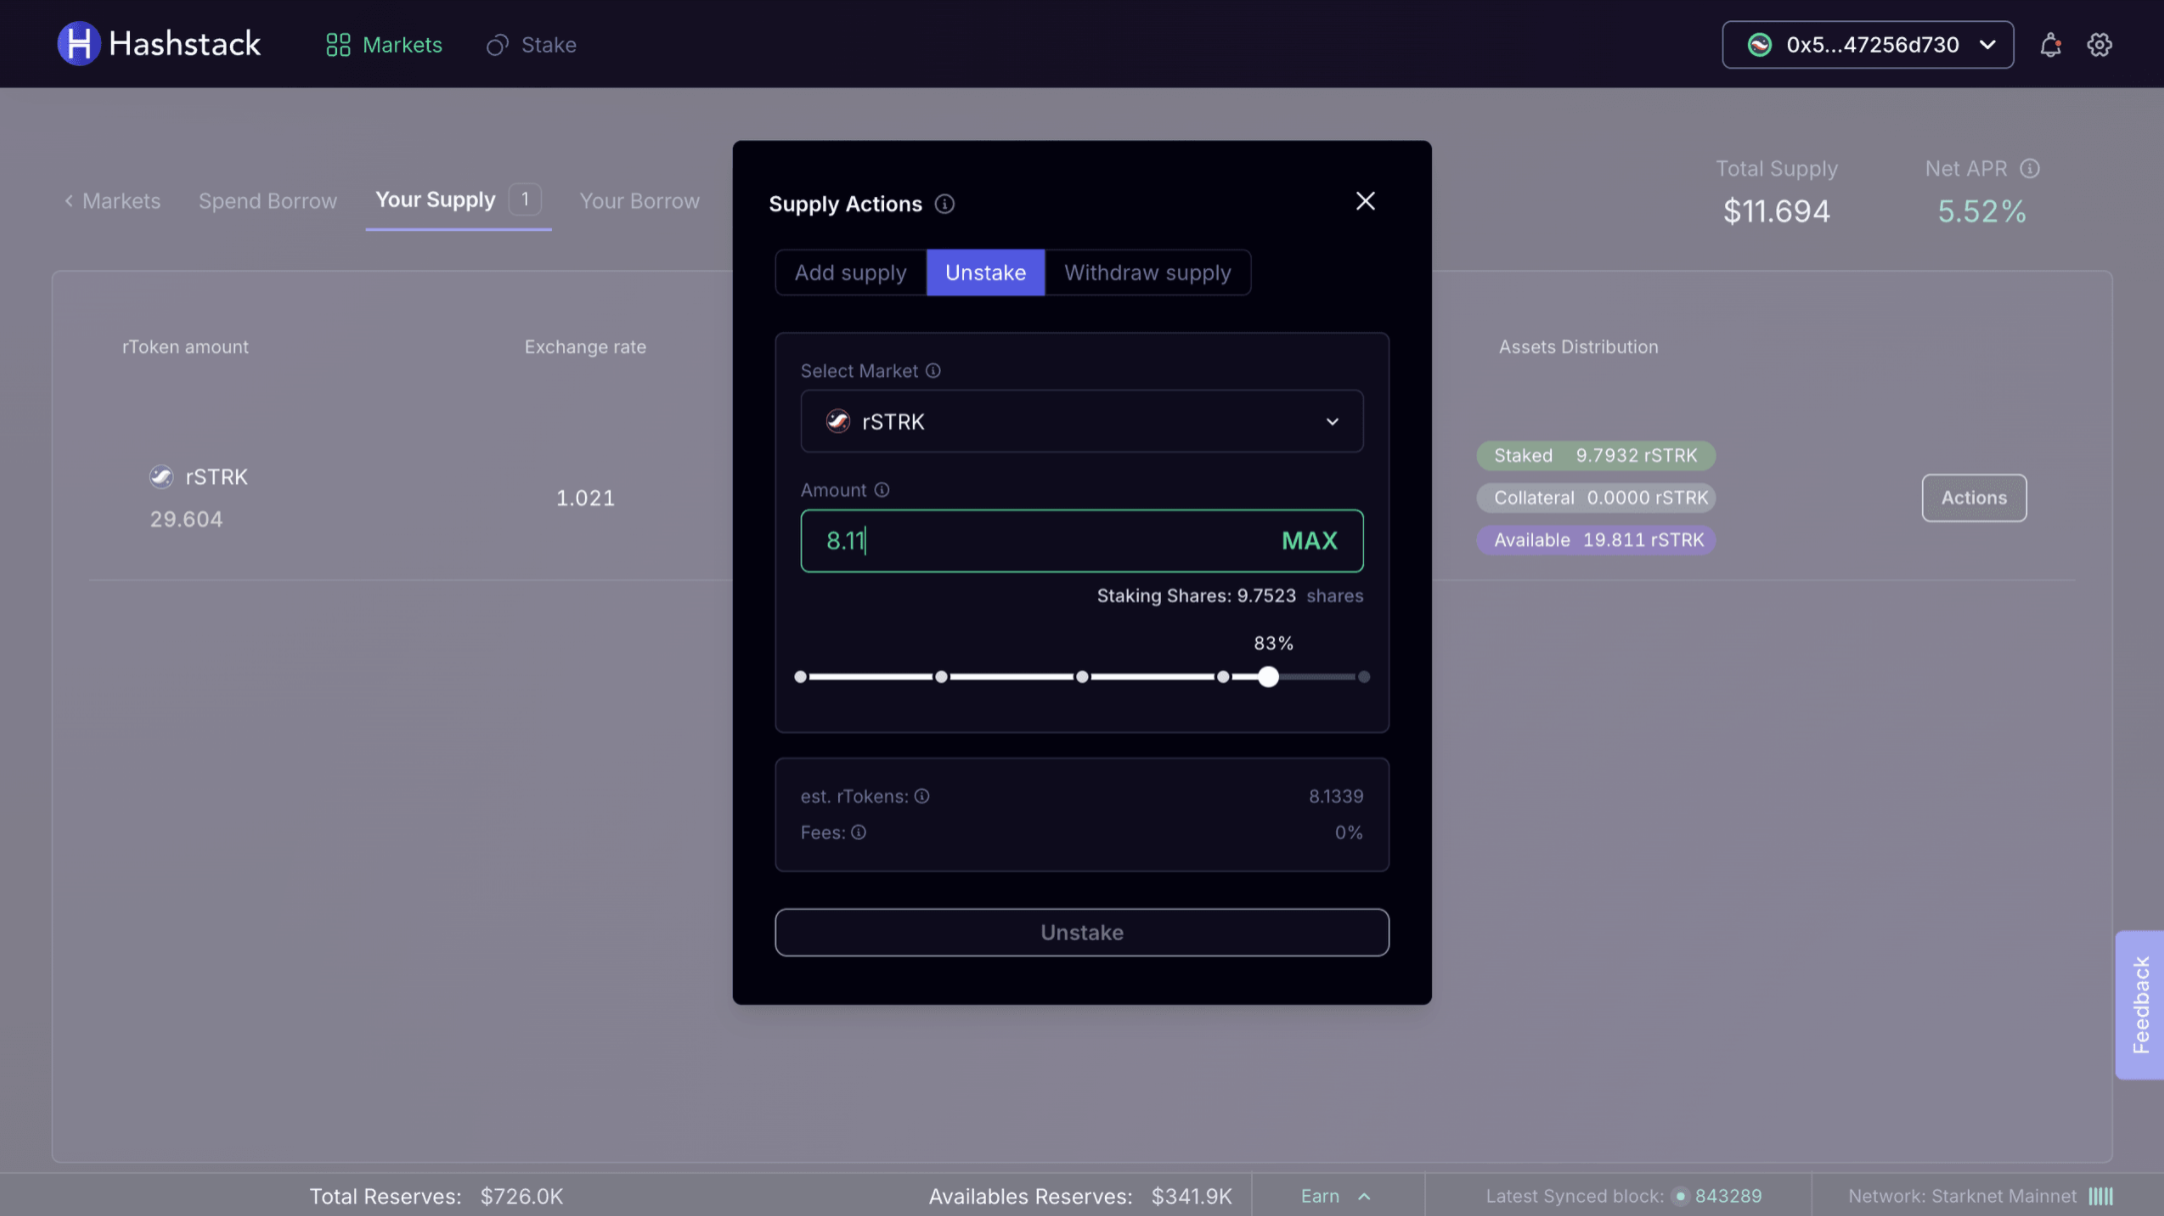 Hashstack
Markets
Stake
0x5...47256d730
Markets
Spend Borrow
Your Supply 1
Your Borrow
Total Supply
$11.694
Net APR
5.52%
Supply Actions
Add supply
Unstake
Withdraw supply
Select Market
rSTRK
Amount
8.11
MAX
Staking Shares: 9.7523 shares
83%
est. rTokens: 8.1339
Fees: 0%
Unstake
rToken amount
Exchange rate
Assets Distribution
rSTRK
29.604
1.021
Staked 9.7932 rSTRK
Collateral 0.0000 rSTRK
Available 19.811 rSTRK
Actions
Feedback
Total Reserves: $726.0K
Availables Reserves: $341.9K
Earn
Latest Synced block: 843289
Network: Starknet Mainnet